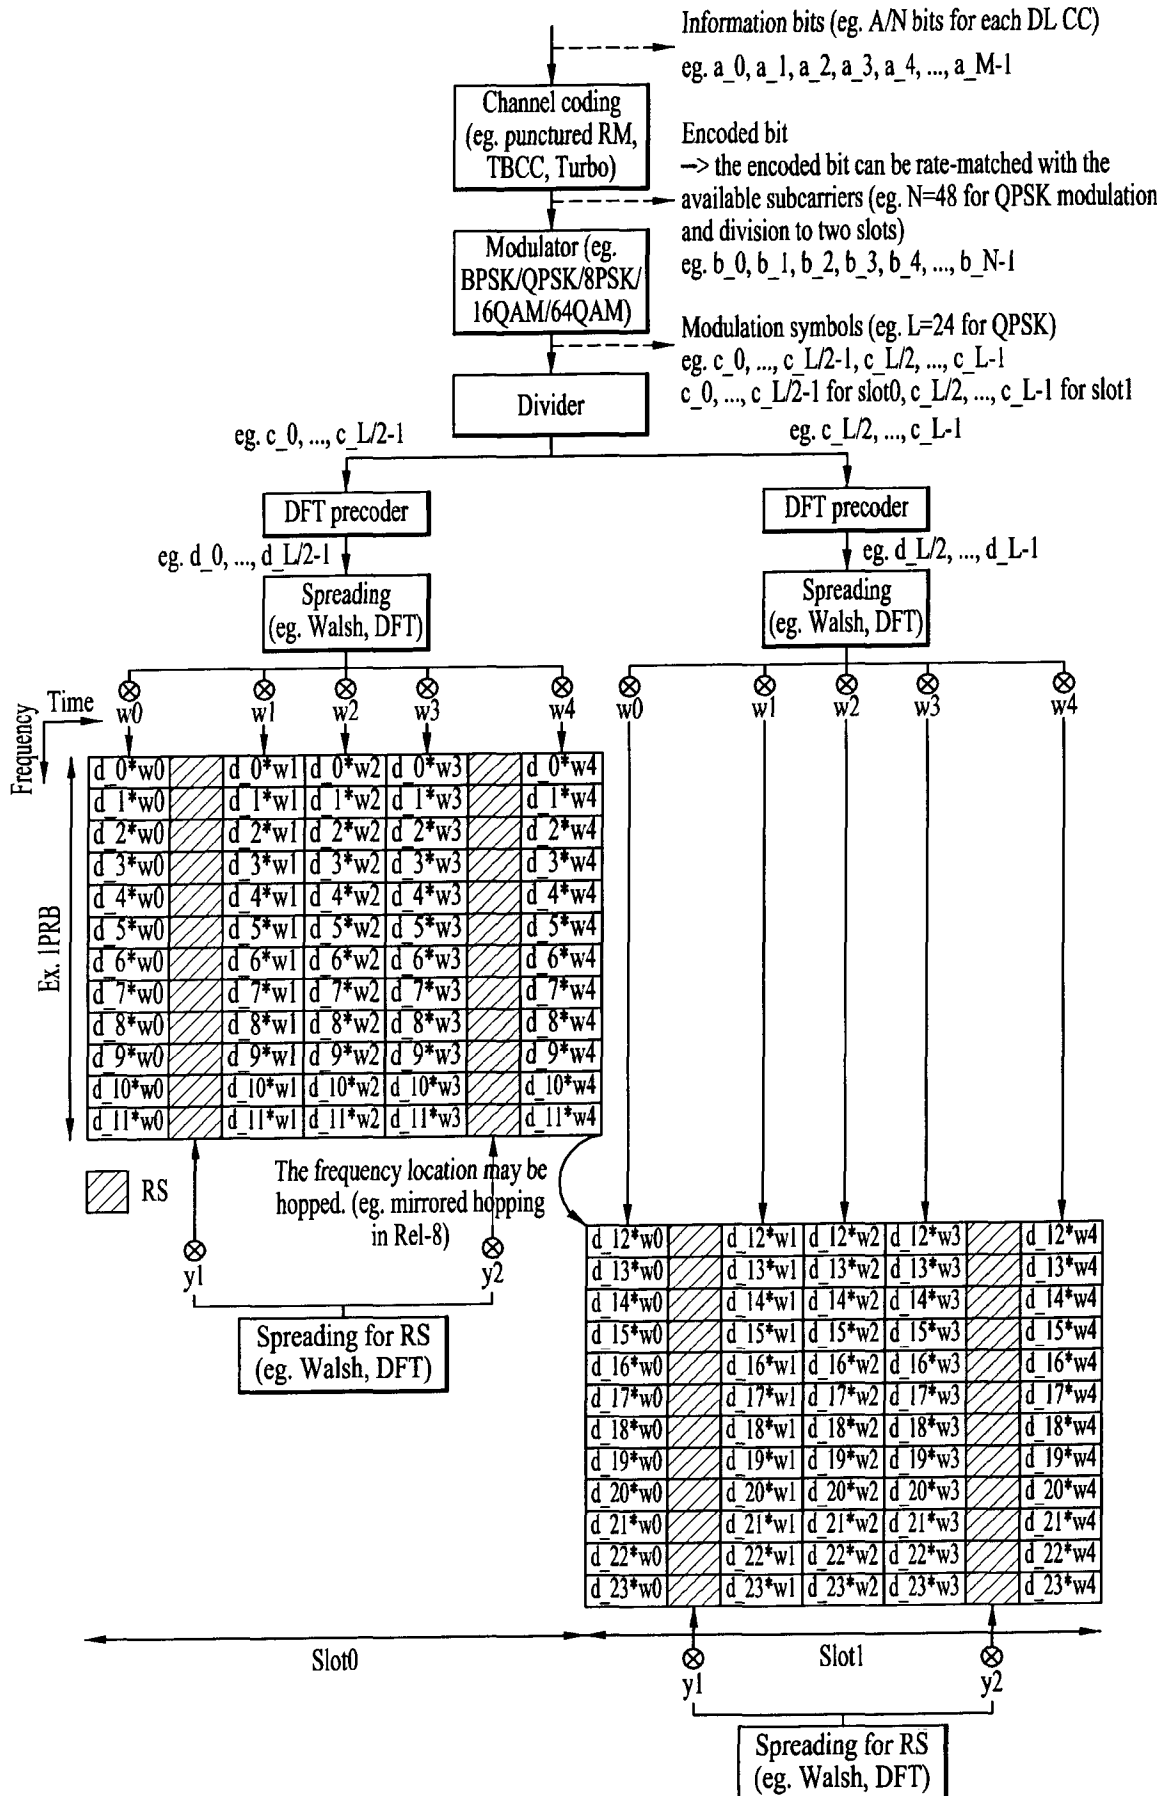 Information bits (eg. A/N bits for each DL CC)
eg. a_0, a_1, a_2, a_3, a_4, ..., a_M-1
Channel coding
(eg. punctured RM,
TBCC, Turbo)
Encoded bit
—> the encoded bit can be rate-matched with the
available subcarriers (eg. N=48 for QPSK modulation
and division to two slots)
eg. b_0, b_1, b_2, b_3, b_4, ..., b_N-1
Modulator (eg.
BPSK/QPSK/8PSK/
16QAM/64QAM)
Modulation symbols (eg. L=24 for QPSK)
eg. c_0, ..., c_L/2-1, c_L/2, ..., c_L-1
c_0, ..., c_L/2-1 for slot0, c_L/2, ..., c_L-1 for slot1
Divider
eg. c_0, ..., c_L/2-1
eg. c_L/2, ..., c_L-1
DFT precoder
DFT precoder
eg. d_0, ..., d_L/2-1
eg. d_L/2, ..., d_L-1
Spreading
(eg. Walsh, DFT)
Spreading
(eg. Walsh, DFT)
Frequency
Time
w0 w1 w2 w3 w4
w0 w1 w2 w3 w4
Ex. 1PRB
d_0*w0 d_0*w1 d_0*w2 d_0*w3 d_0*w4
d_1*w0 d_1*w1 d_1*w2 d_1*w3 d_1*w4
d_2*w0 d_2*w1 d_2*w2 d_2*w3 d_2*w4
d_3*w0 d_3*w1 d_3*w2 d_3*w3 d_3*w4
d_4*w0 d_4*w1 d_4*w2 d_4*w3 d_4*w4
d_5*w0 d_5*w1 d_5*w2 d_5*w3 d_5*w4
d_6*w0 d_6*w1 d_6*w2 d_6*w3 d_6*w4
d_7*w0 d_7*w1 d_7*w2 d_7*w3 d_7*w4
d_8*w0 d_8*w1 d_8*w2 d_8*w3 d_8*w4
d_9*w0 d_9*w1 d_9*w2 d_9*w3 d_9*w4
d_10*w0 d_10*w1 d_10*w2 d_10*w3 d_10*w4
d_11*w0 d_11*w1 d_11*w2 d_11*w3 d_11*w4
RS
The frequency location may be
hopped. (eg. mirrored hopping
in Rel-8)
y1 y2
Spreading for RS
(eg. Walsh, DFT)
d_12*w0 d_12*w1 d_12*w2 d_12*w3 d_12*w4
d_13*w0 d_13*w1 d_13*w2 d_13*w3 d_13*w4
d_14*w0 d_14*w1 d_14*w2 d_14*w3 d_14*w4
d_15*w0 d_15*w1 d_15*w2 d_15*w3 d_15*w4
d_16*w0 d_16*w1 d_16*w2 d_16*w3 d_16*w4
d_17*w0 d_17*w1 d_17*w2 d_17*w3 d_17*w4
d_18*w0 d_18*w1 d_18*w2 d_18*w3 d_18*w4
d_19*w0 d_19*w1 d_19*w2 d_19*w3 d_19*w4
d_20*w0 d_20*w1 d_20*w2 d_20*w3 d_20*w4
d_21*w0 d_21*w1 d_21*w2 d_21*w3 d_21*w4
d_22*w0 d_22*w1 d_22*w2 d_22*w3 d_22*w4
d_23*w0 d_23*w1 d_23*w2 d_23*w3 d_23*w4
Slot0
Slot1
y1 y2
Spreading for RS
(eg. Walsh, DFT)